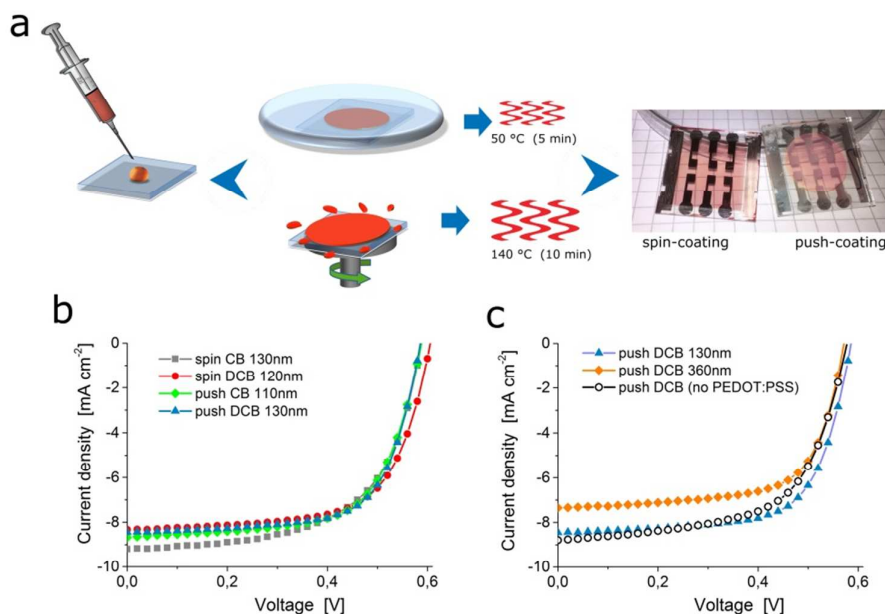 a
50 °C (5 min)
140 °C (10 min)
spin-coating
push-coating
b
spin CB 130nm
spin DCB 120nm
push CB 110nm
push DCB 130nm
0
-2
-4
-6
-8
-10
Current density [mA cm⁻²]
0,0
0,2
0,4
0,6
Voltage [V]
c
push DCB 130nm
push DCB 360nm
push DCB (no PEDOT:PSS)
0
-2
-4
-6
-8
-10
Current density [mA cm⁻²]
0,0
0,2
0,4
0,6
Voltage [V]